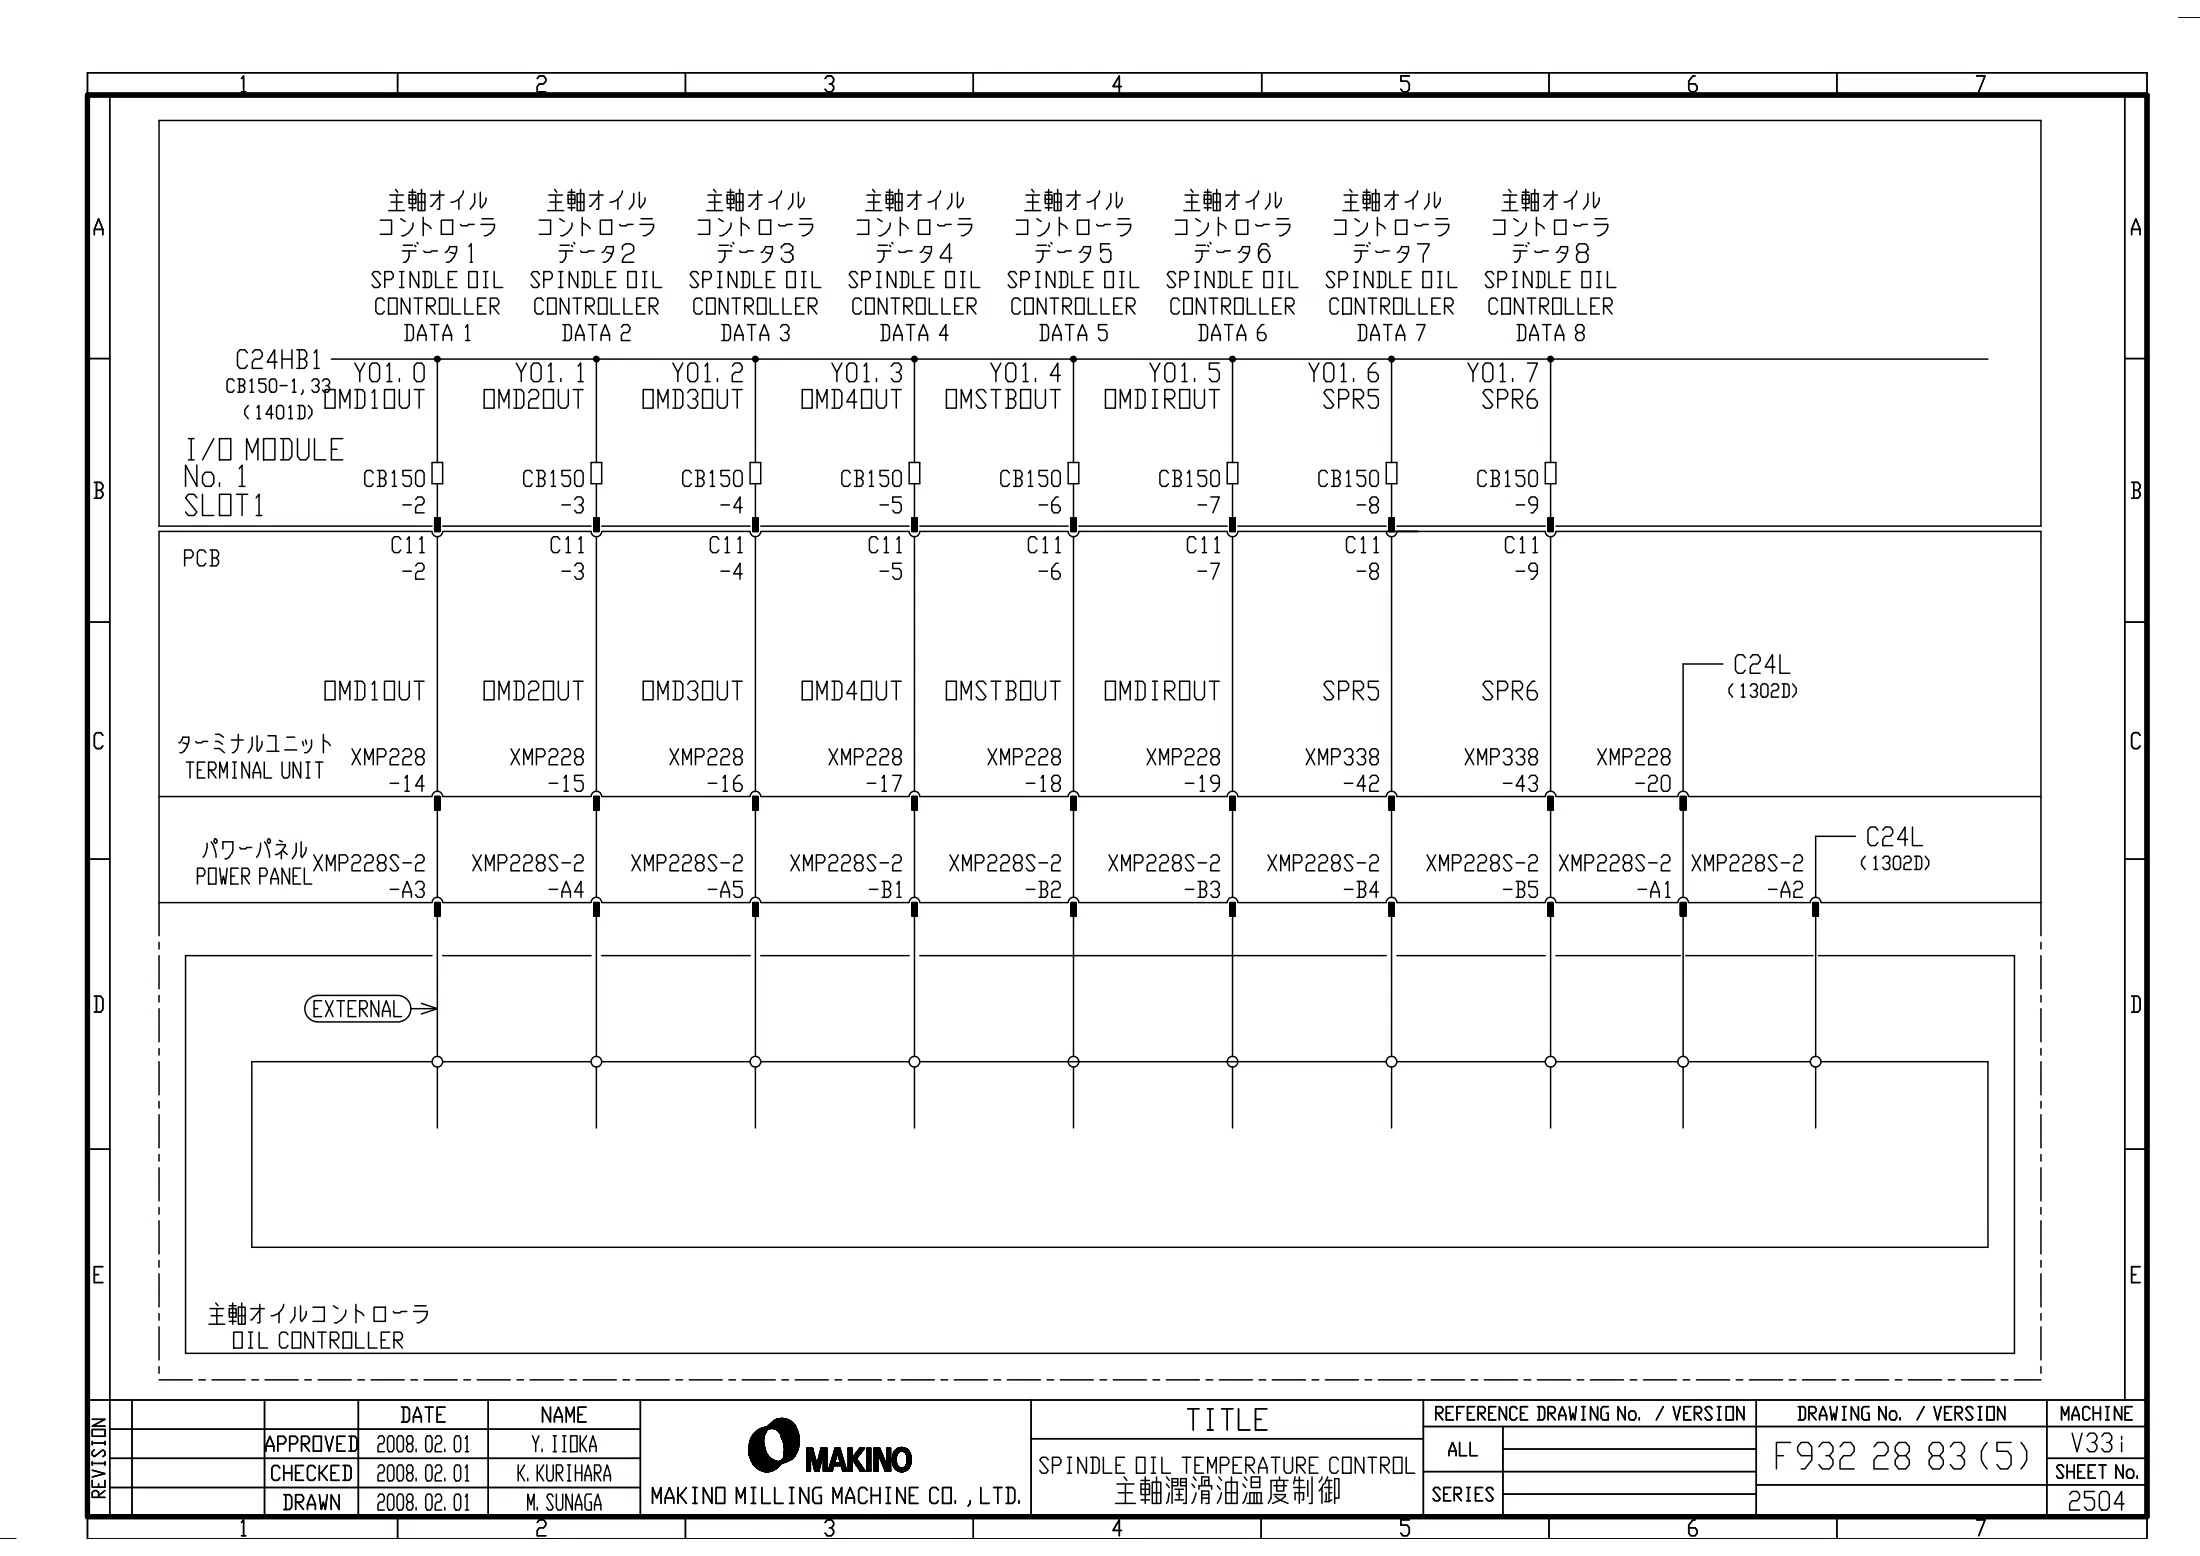 1 2 3 4 5 6 7
主軸オイル 主軸オイル 主軸オイル 主軸オイル 主軸オイル 主軸オイル 主軸オイル 主軸オイル
A コントローラ コントローラ コントローラ コントローラ コントローラ コントローラ コントローラ コントローラ A
データ1 データ2 データ3 データ4 データ5 データ6 データ7 データ8
SPINDLE OIL SPINDLE OIL SPINDLE OIL SPINDLE OIL SPINDLE OIL SPINDLE OIL SPINDLE OIL SPINDLE OIL
CONTROLLER CONTROLLER CONTROLLER CONTROLLER CONTROLLER CONTROLLER CONTROLLER CONTROLLER
DATA 1 DATA 2 DATA 3 DATA 4 DATA 5 DATA 6 DATA 7 DATA 8
C24HB1 Y01.0 Y01.1 Y01.2 Y01.3 Y01.4 Y01.5 Y01.6 Y01.7
CB150-1,33 OMD1OUT OMD2OUT OMD3OUT OMD4OUT OMSTBOUT OMDIROUT SPR5 SPR6
(1401D)
I/O MODULE
No. 1 CB150 CB150 CB150 CB150 CB150 CB150 CB150 CB150
B B
SLOT1 -2 -3 -4 -5 -6 -7 -8 -9
PCB C11 C11 C11 C11 C11 C11 C11 C11
-2 -3 -4 -5 -6 -7 -8 -9
C24L
OMD1OUT OMD2OUT OMD3OUT OMD4OUT OMSTBOUT OMDIROUT SPR5 SPR6 (1302D)
C C
ターミナルユニット XMP228 XMP228 XMP228 XMP228 XMP228 XMP228 XMP338 XMP338 XMP228
TERMINAL UNIT -14 -15 -16 -17 -18 -19 -42 -43 -20
C24L
パワーパネル XMP228S-2 XMP228S-2 XMP228S-2 XMP228S-2 XMP228S-2 XMP228S-2 XMP228S-2 XMP228S-2 XMP228S-2 XMP228S-2 (1302D)
POWER PANEL -A3 -A4 -A5 -B1 -B2 -B3 -B4 -B5 -A1 -A2
D EXTERNAL D
E E
主軸オイルコントローラ
OIL CONTROLLER
REVISION
DATE NAME
APPROVED 2008.02.01 Y. IIOKA
CHECKED 2008.02.01 K. KURIHARA
DRAWN 2008.02.01 M. SUNAGA
MAKINO
MAKINO MILLING MACHINE CO.,LTD.
TITLE
SPINDLE OIL TEMPERATURE CONTROL
主軸潤滑油温度制御
REFERENCE DRAWING No. / VERSION
ALL
SERIES
DRAWING No. / VERSION
F932 28 83(5)
MACHINE
V33i
SHEET No.
2504
1 2 3 4 5 6 7